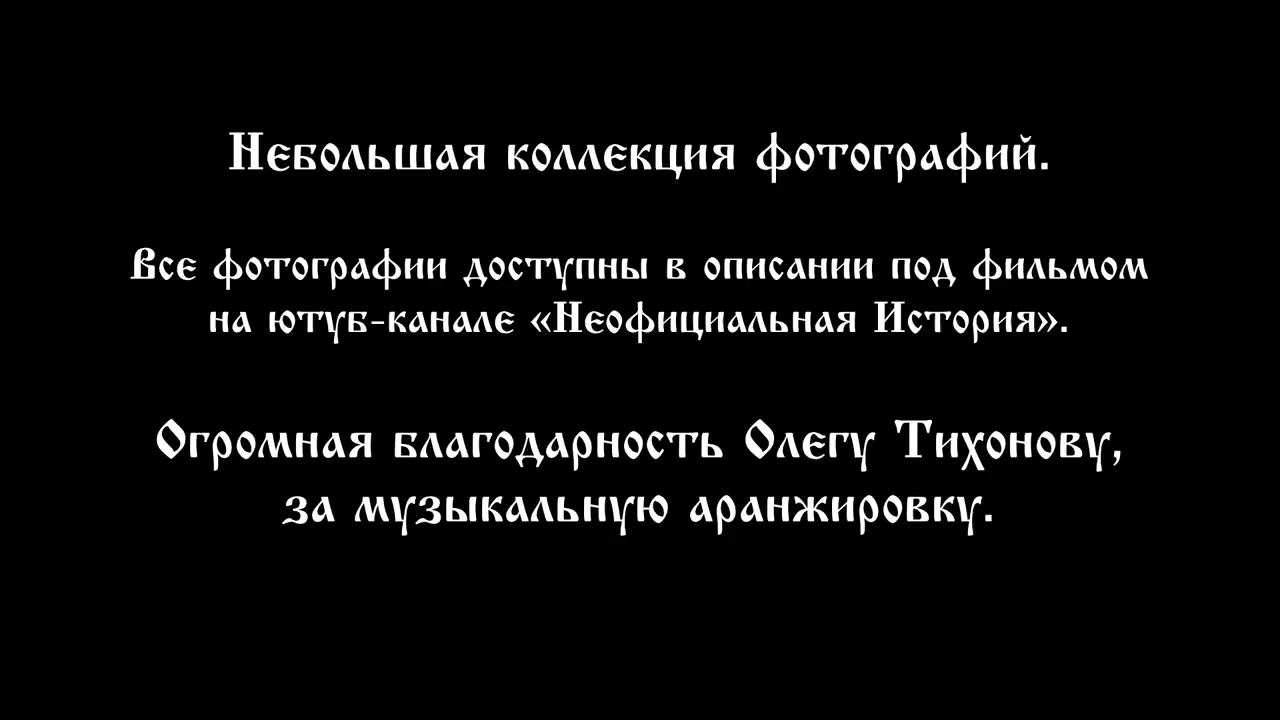 Небольшая коллекция фотографий.
Все фотографии доступны в описании под фильмом
на ютуб-канале «Неофициальная История».
Огромная благодарность Олегу Тихонову,
за музыкальную аранжировку.